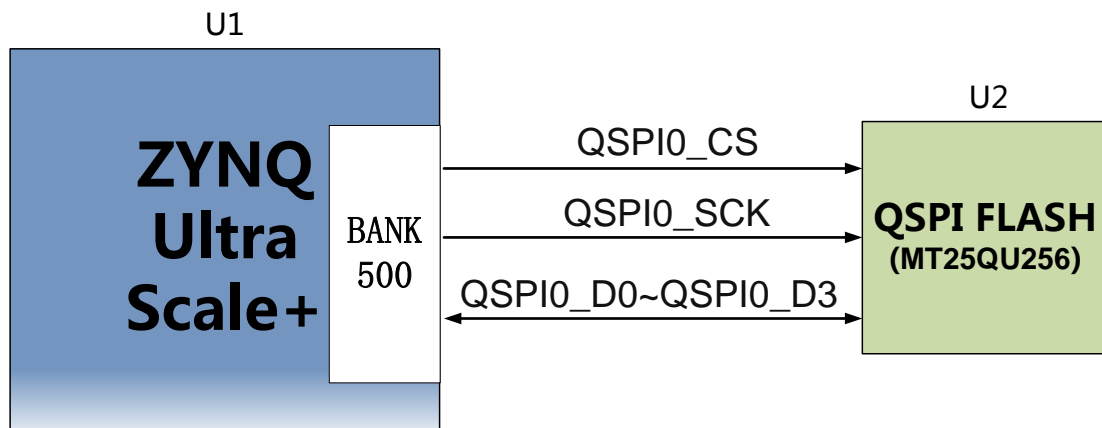 U1
ZYNQ
Ultra
Scale+
BANK
500
QSPI0_CS
QSPI0_SCK
QSPI0_D0~QSPI0_D3
U2
QSPI FLASH
(MT25QU256)